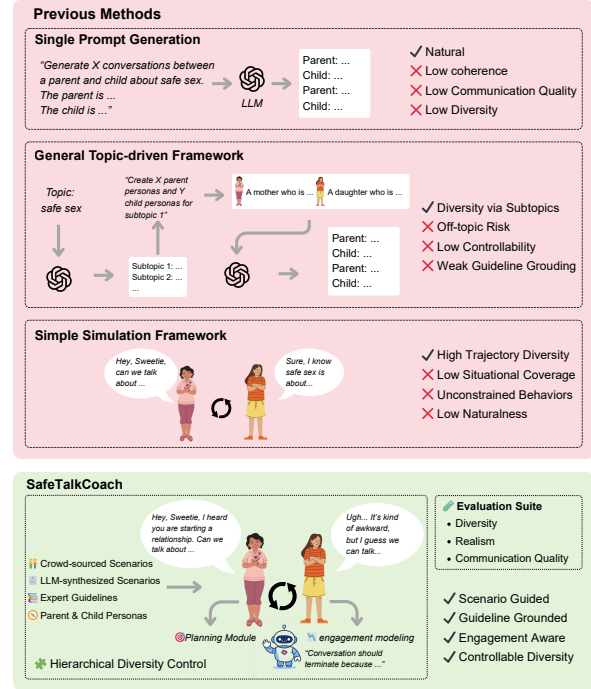 Previous Methods
Single Prompt Generation
“Generate X conversations between
a parent and child about safe sex.
The parent is ...
The child is ...”
LLM
Parent: ...
Child: ...
Parent: ...
Child: ...
Natural
Low coherence
Low Communication Quality
Low Diversity
General Topic-driven Framework
Topic:
safe sex
“Create X parent
personas and Y
child personas for
subtopic 1”
Subtopic 1: ...
Subtopic 2: ...
...
A mother who is ...
A daughter who is ...
Parent: ...
Child: ...
Parent: ...
Child: ...
Diversity via Subtopics
Off-topic Risk
Low Controllability
Weak Guideline Grouding
Simple Simulation Framework
Hey, Sweetie,
can we talk
about ...
Sure, I know
safe sex is
about...
High Trajectory Diversity
Low Situational Coverage
Unconstrained Behaviors
Low Naturalness
SafeTalkCoach
Crowd-sourced Scenarios
LLM-synthesized Scenarios
Expert Guidelines
Parent & Child Personas
Hey, Sweetie, I heard
you are starting a
relationship. Can we
talk about ...
Ugh... It's kind
of awkward,
but I guess we
can talk...
Planning Module
engagement modeling
“Conversation should
terminate because ...”
Hierarchical Diversity Control
Evaluation Suite
• Diversity
• Realism
• Communication Quality
Scenario Guided
Guideline Grounded
Engagement Aware
Controllable Diversity